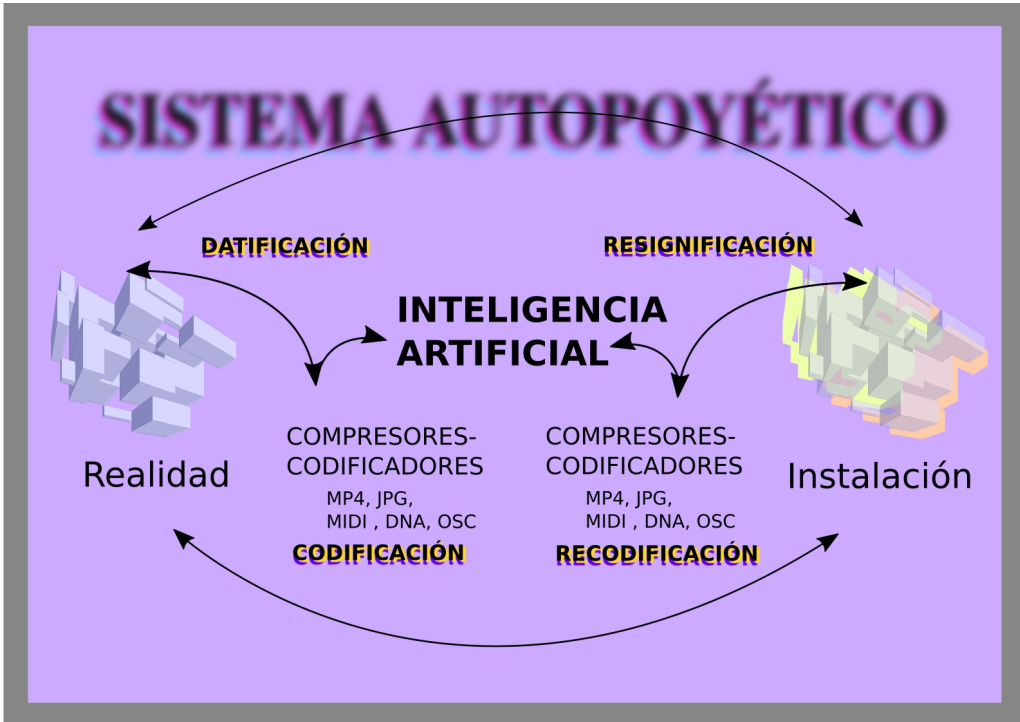 SISTEMA AUTOPOYÉTICO
DATIFICACIÓN
RESIGNIFICACIÓN
INTELIGENCIA
ARTIFICIAL
Realidad
COMPRESORES-
CODIFICADORES
MP4, JPG,
MIDI , DNA, OSC
CODIFICACIÓN
COMPRESORES-
CODIFICADORES
MP4, JPG,
MIDI , DNA, OSC
RECODIFICACIÓN
Instalación